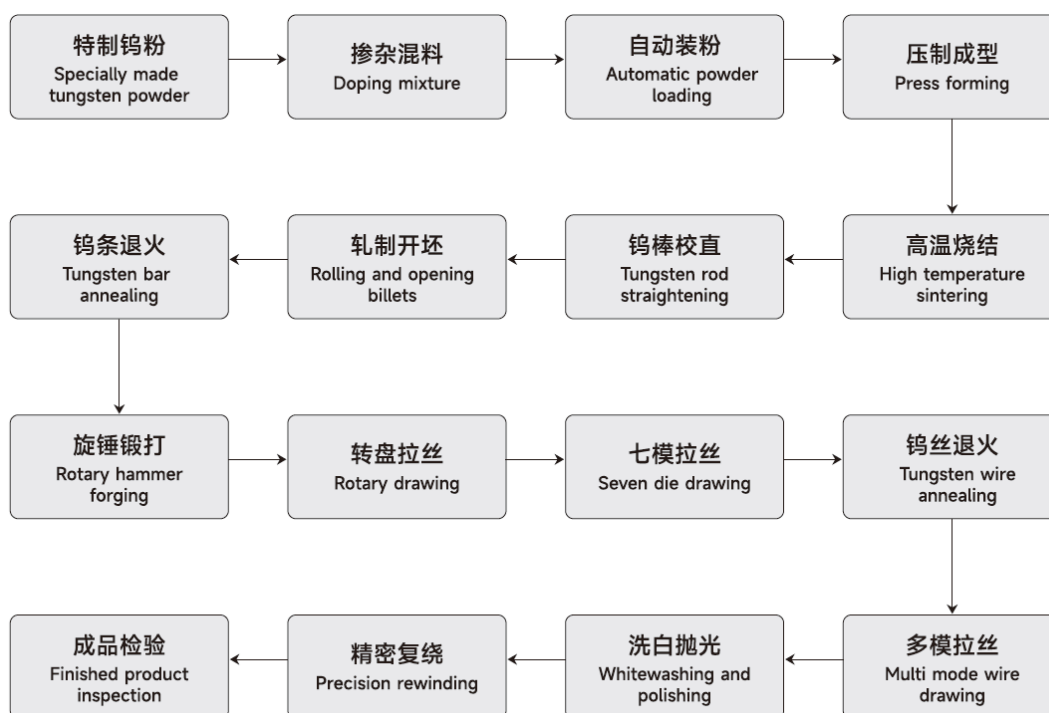 特制钨粉
Specially made
tungsten powder
掺杂混料
Doping mixture
自动装粉
Automatic powder
loading
压制成型
Press forming
钨条退火
Tungsten bar
annealing
轧制开坯
Rolling and opening
billets
钨棒校直
Tungsten rod
straightening
高温烧结
High temperature
sintering
旋锤锻打
Rotary hammer
forging
转盘拉丝
Rotary drawing
七模拉丝
Seven die drawing
钨丝退火
Tungsten wire
annealing
成品检验
Finished product
inspection
精密复绕
Precision rewinding
洗白抛光
Whitewashing and
polishing
多模拉丝
Multi mode wire
drawing